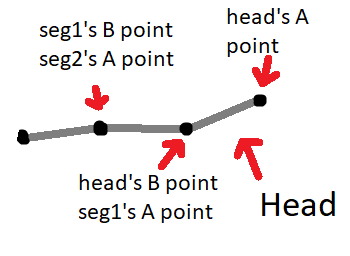 seg1's B point
seg2's A point
head's A
point
head's B point
seg1's A point
Head